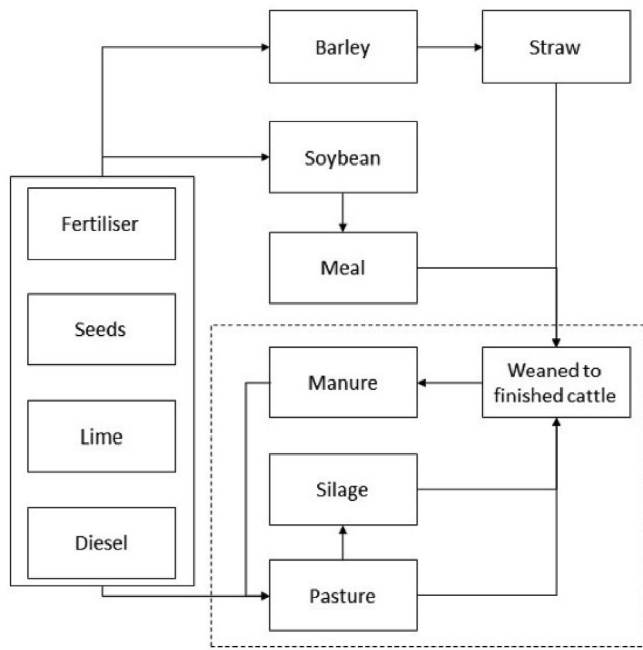 Barley
Straw
Soybean
Fertiliser
Meal
Seeds
Manure
Weaned to
finished cattle
Lime
Silage
Diesel
Pasture